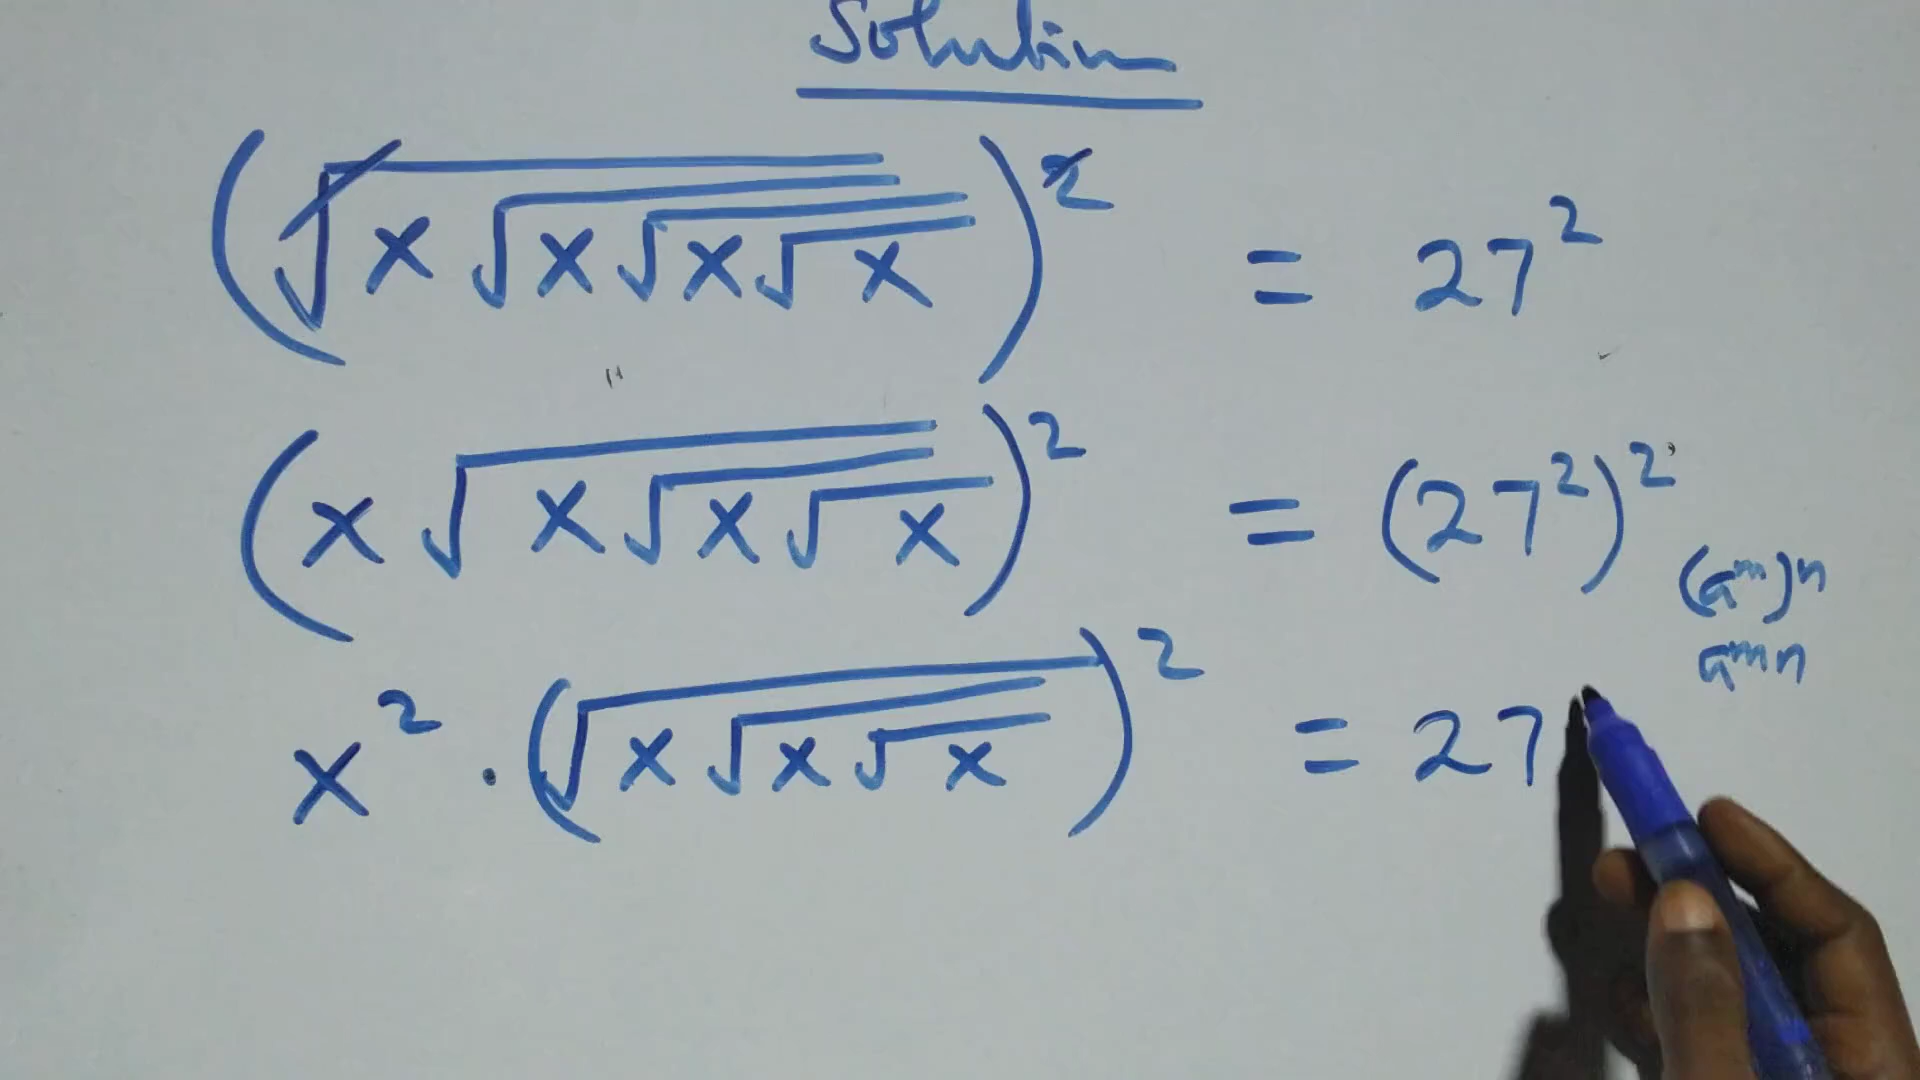 Solution
(√x√x√x√x)² = 27²
(x√x√x√x)² = (27²)²
(aᵐ)ⁿ
aᵐⁿ
x² · (√x√x√x)² = 27